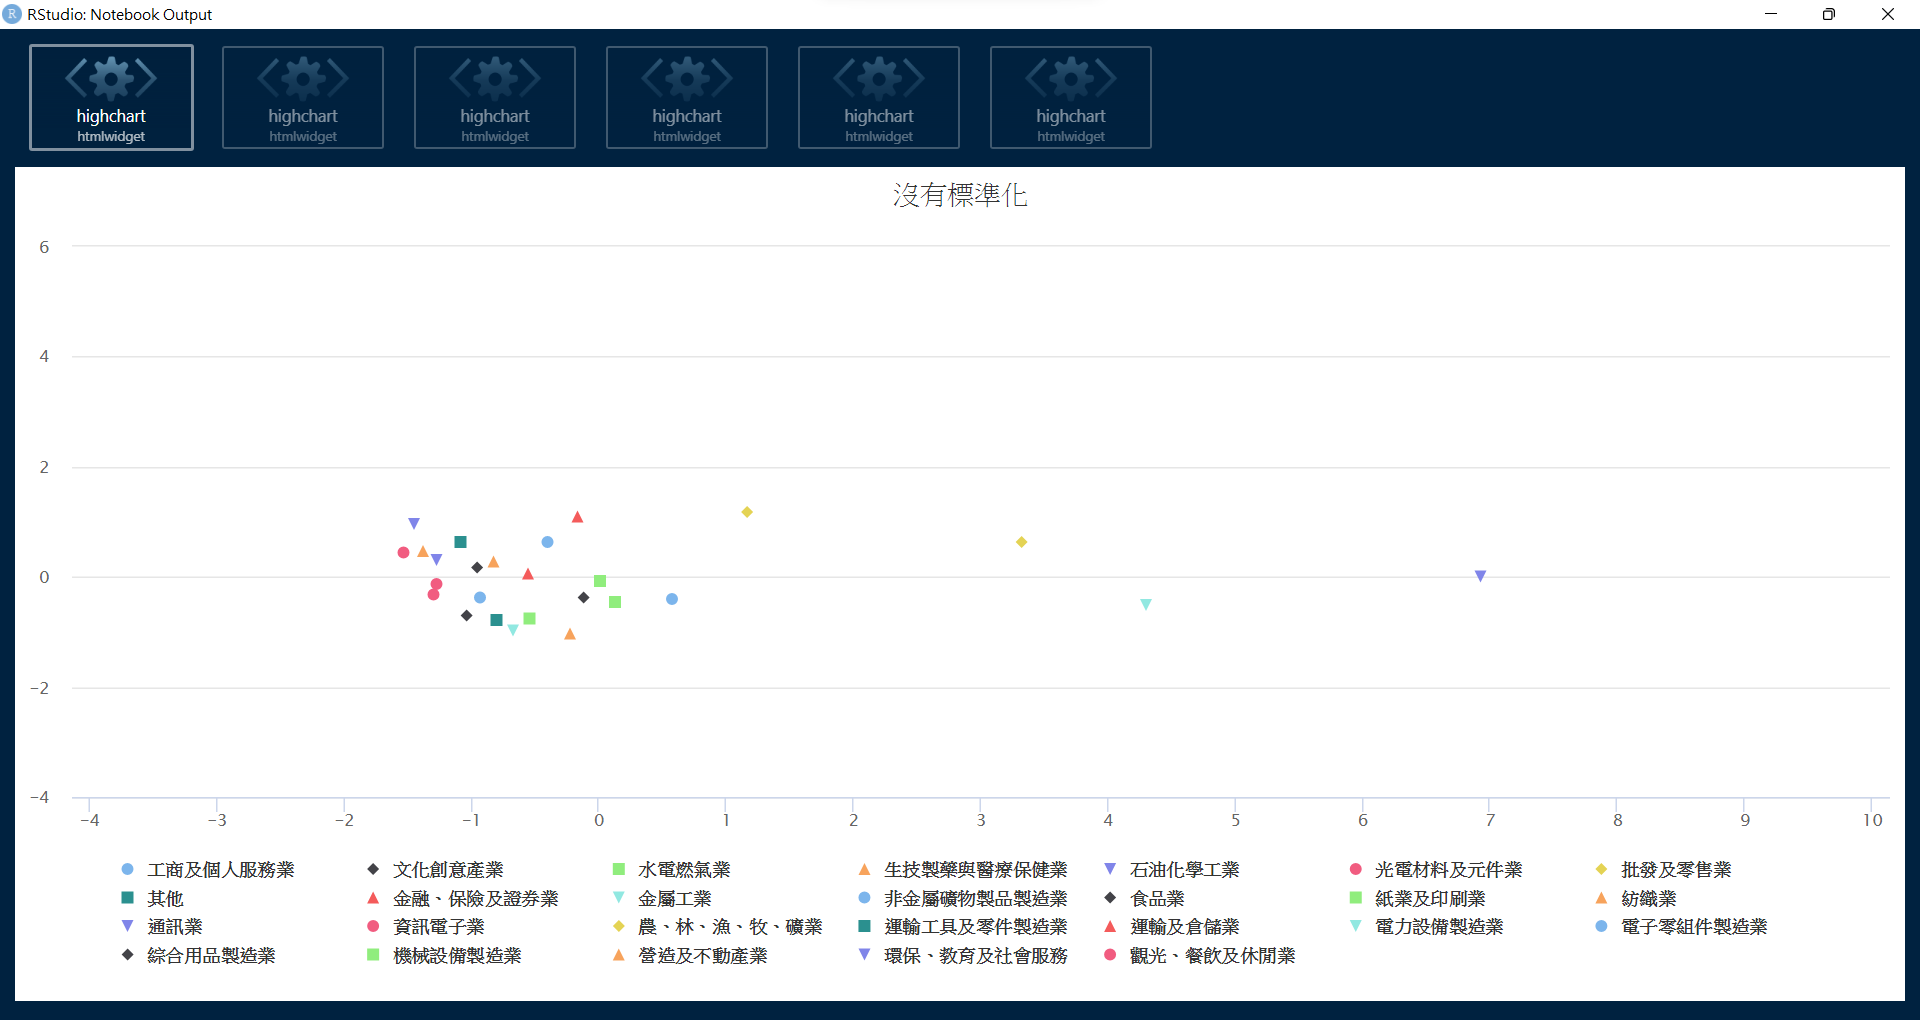 RStudio: Notebook Output
highchart highchart highchart highchart highchart highchart
htmlwidget htmlwidget htmlwidget htmlwidget htmlwidget htmlwidget
沒有標準化
6
4
2
0
-2
-4
-4 -3 -2 -1 0 1 2 3 4 5 6 7 8 9 10
工商及個人服務業 文化創意產業 水電燃氣業 生技製藥與醫療保健業 石油化學工業 光電材料及元件業 批發及零售業
其他 金融、保險及證券業 金屬工業 非金屬礦物製品製造業 食品業 紙業及印刷業 紡織業
通訊業 資訊電子業 農、林、漁、牧、礦業 運輸工具及零件製造業 運輸及倉儲業 電力設備製造業 電子零組件製造業
綜合用品製造業 機械設備製造業 營造及不動產業 環保、教育及社會服務 觀光、餐飲及休閒業